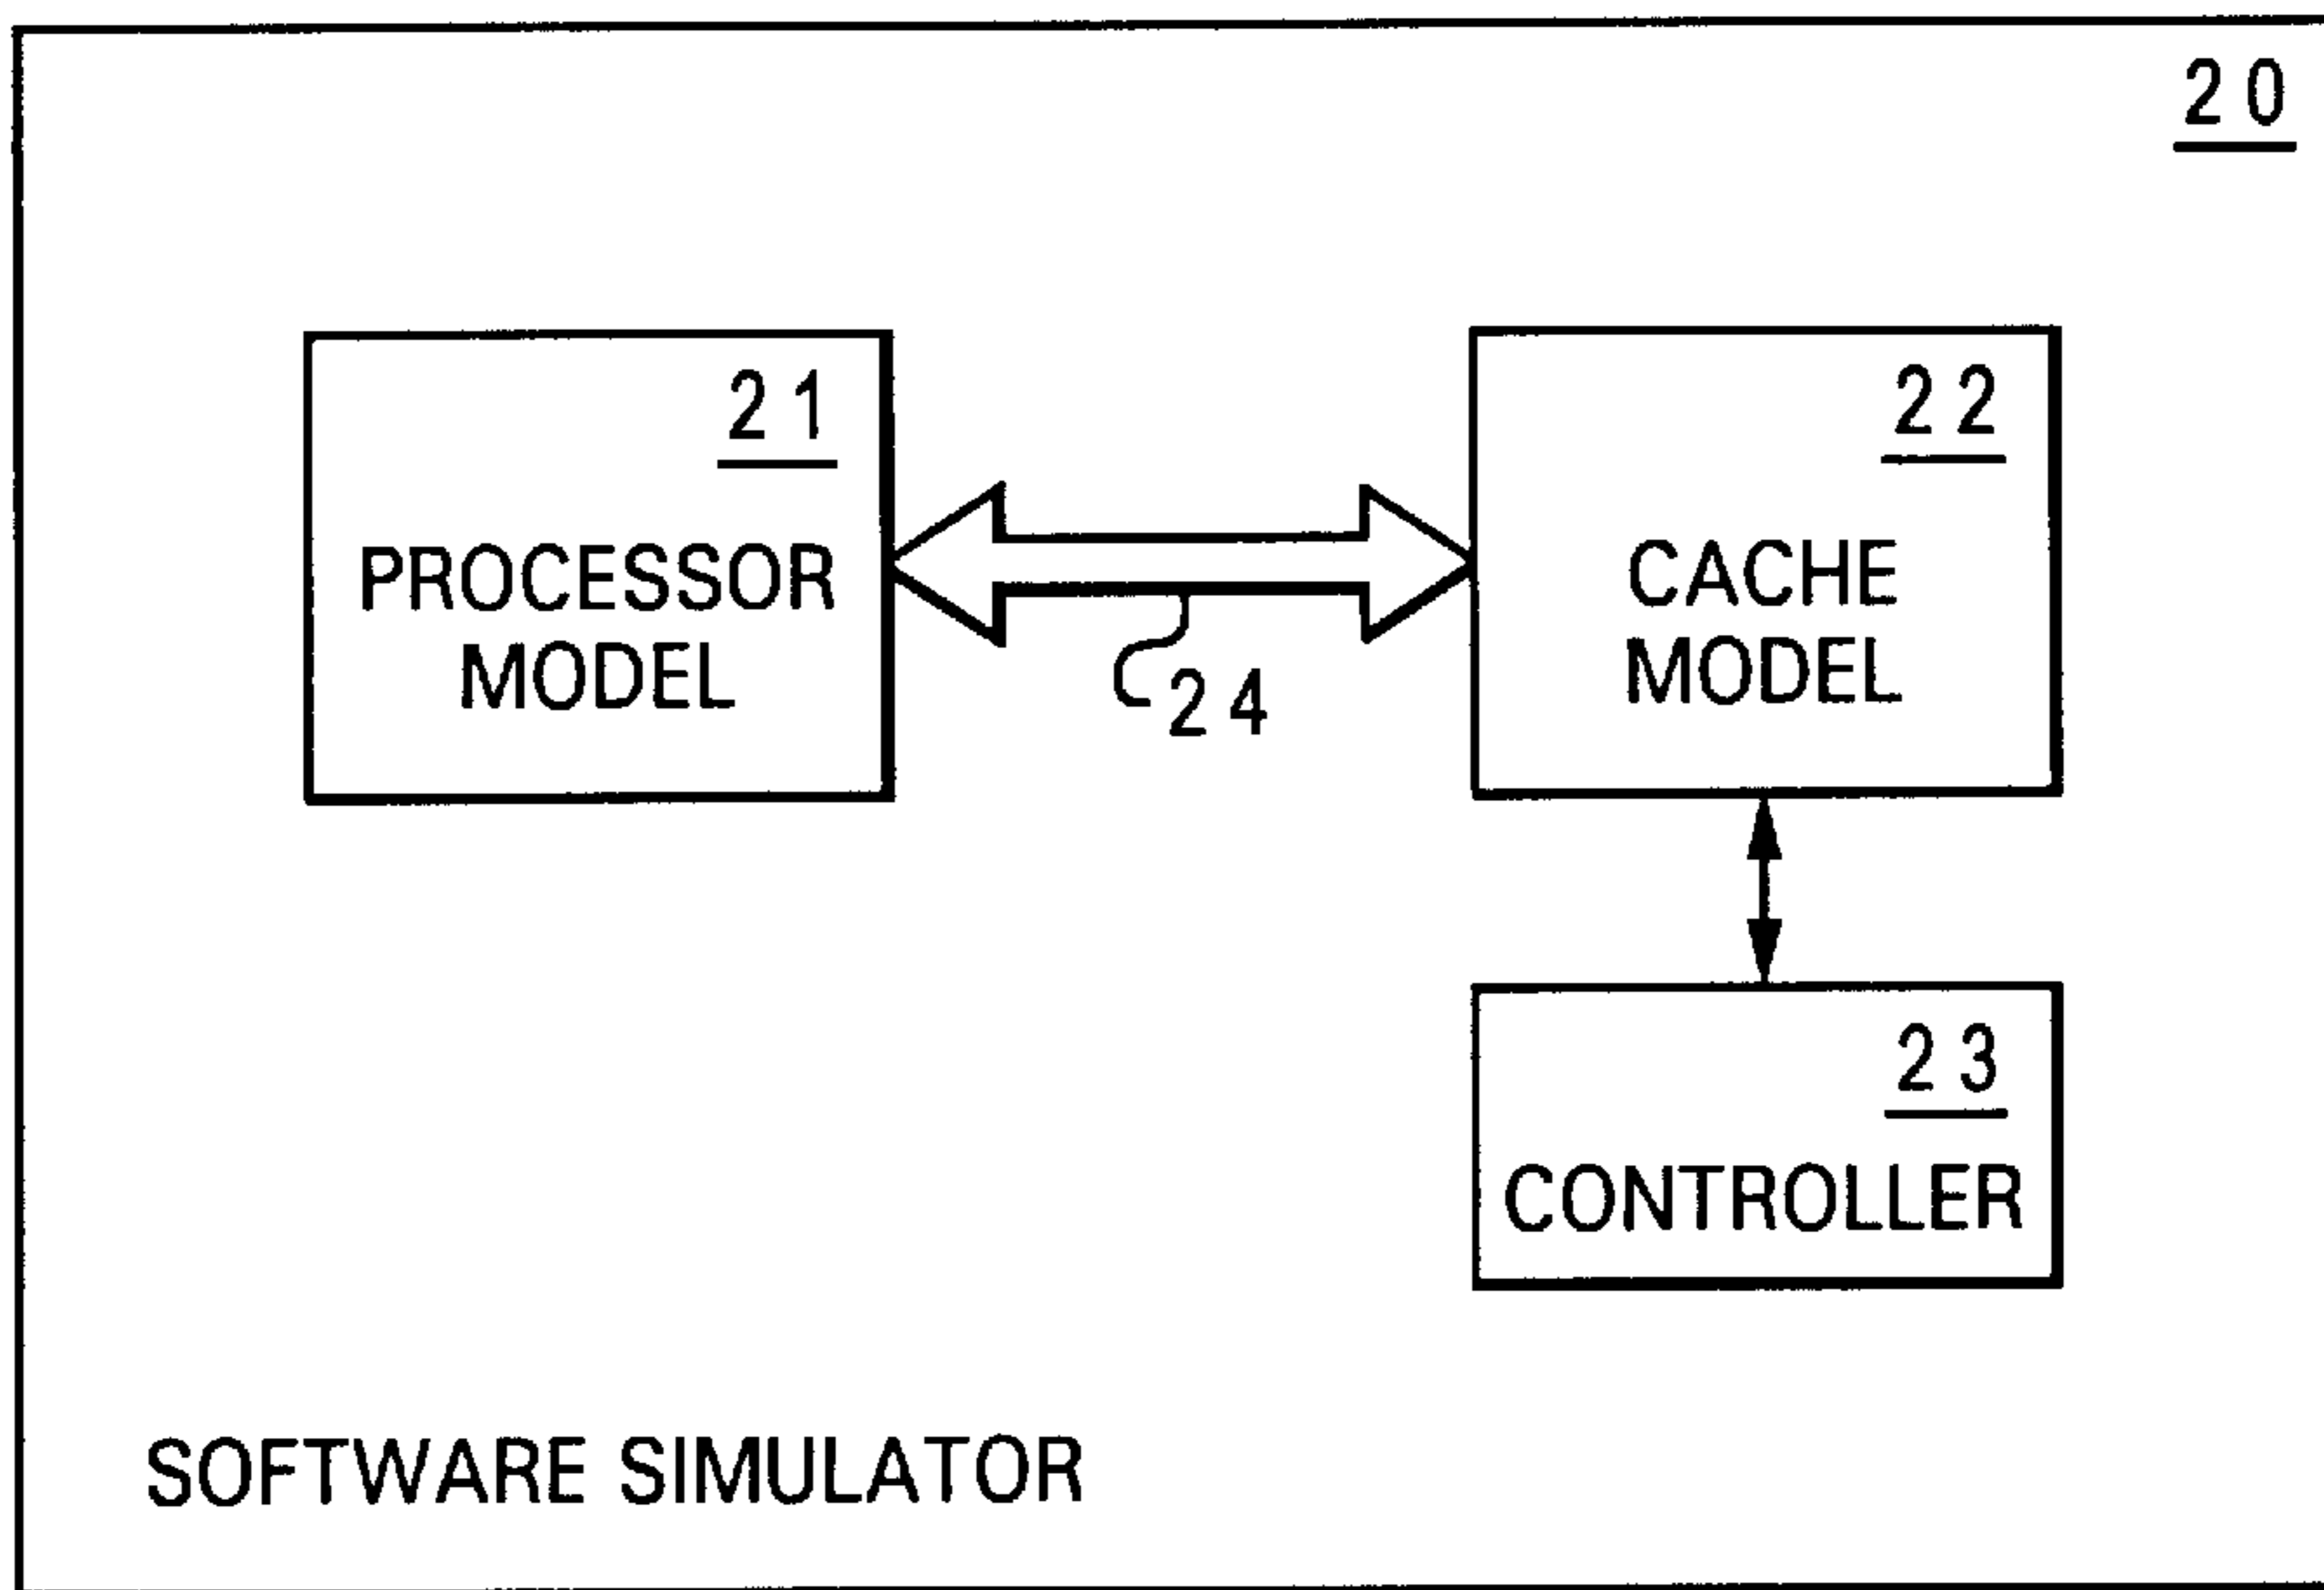 20
21
PROCESSOR
MODEL
22
CACHE
MODEL
24
23
CONTROLLER
SOFTWARE SIMULATOR